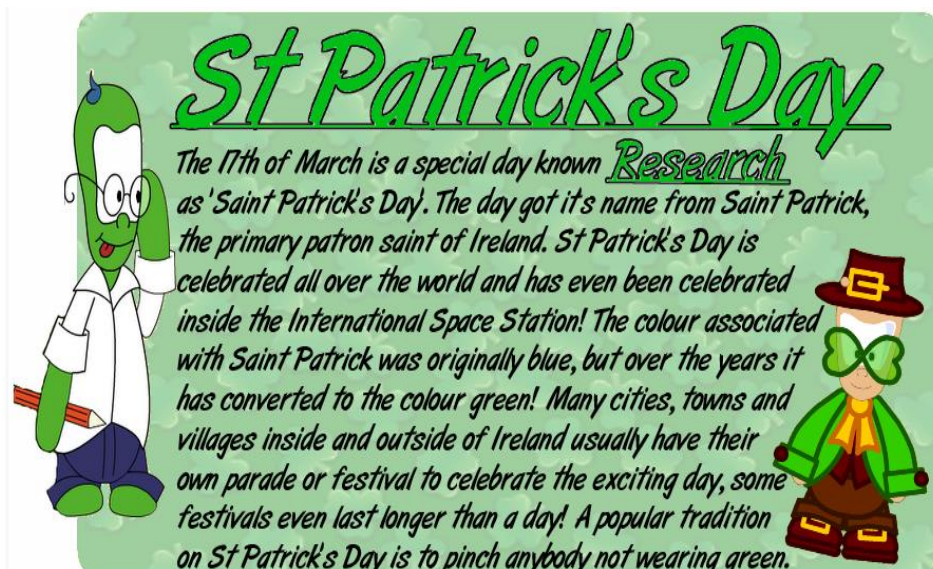 St Patrick's Day
Research
The 17th of March is a special day known
as 'Saint Patrick's Day'. The day got it's name from Saint Patrick,
the primary patron saint of Ireland. St Patrick's Day is
celebrated all over the world and has even been celebrated
inside the International Space Station! The colour associated
with Saint Patrick was originally blue, but over the years it
has converted to the colour green! Many cities, towns and
villages inside and outside of Ireland usually have their
own parade or festival to celebrate the exciting day, some
festivals even last longer than a day! A popular tradition
on St Patrick's Day is to pinch anybody not wearing green.